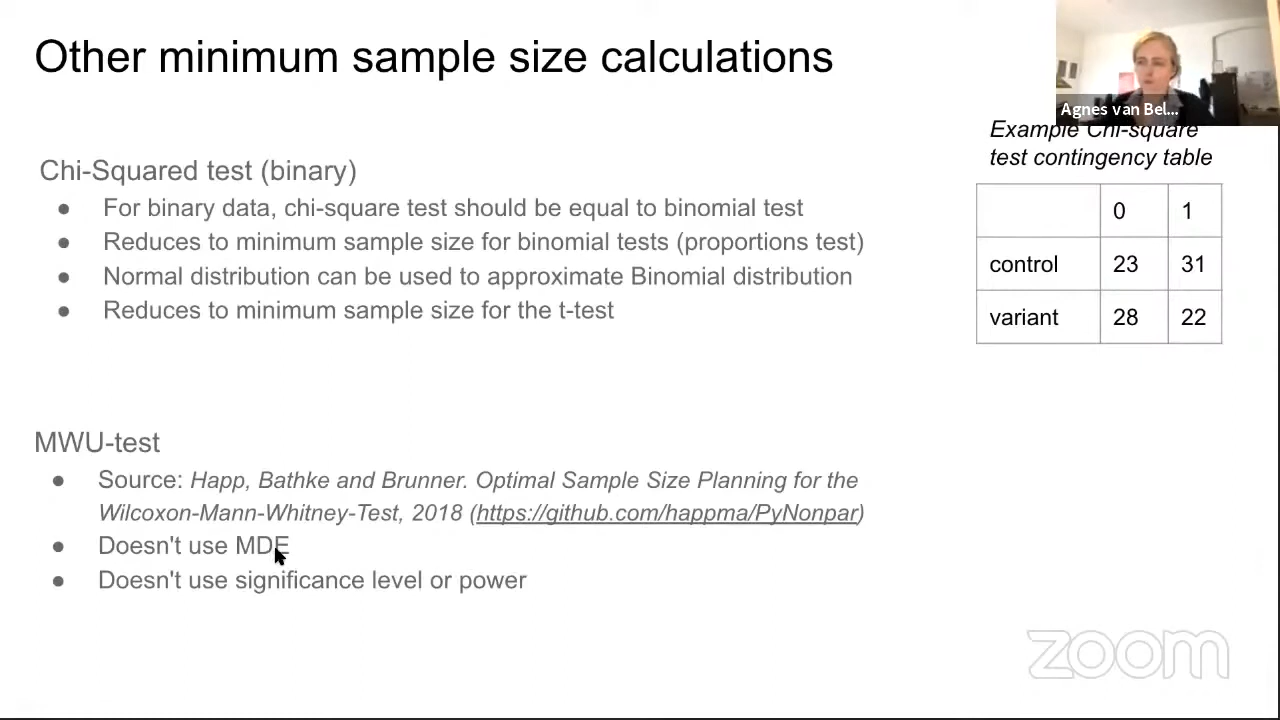 Other minimum sample size calculations
Agnes van Bel...
Example Chi-square
test contingency table
Chi-Squared test (binary)
● For binary data, chi-square test should be equal to binomial test
● Reduces to minimum sample size for binomial tests (proportions test)
● Normal distribution can be used to approximate Binomial distribution
● Reduces to minimum sample size for the t-test
0 1
control 23 31
variant 28 22
MWU-test
● Source: Happ, Bathke and Brunner. Optimal Sample Size Planning for the
Wilcoxon-Mann-Whitney-Test, 2018 (https://github.com/happma/PyNonpar)
● Doesn't use MDE
● Doesn't use significance level or power
zoom